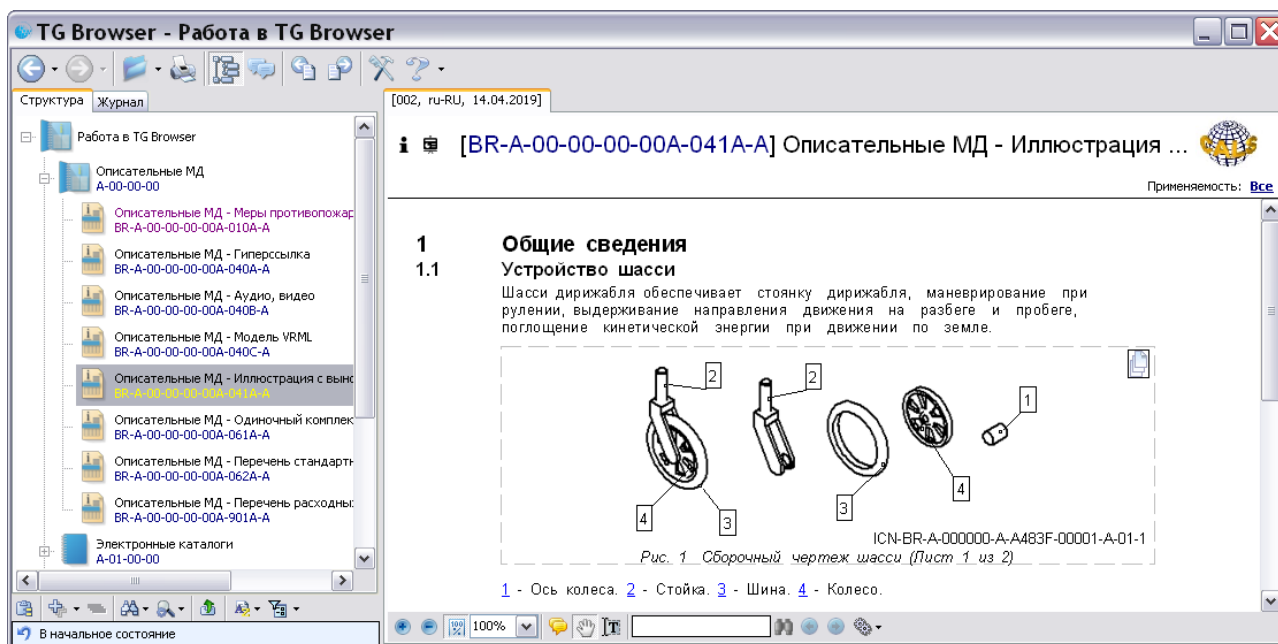 TG Browser - Работа в TG Browser
Структура
Журнал
Работа в TG Browser
Описательные МД
A-00-00-00
Описательные МД - Меры противопожар
BR-A-00-00-00-00A-010A-A
Описательные МД - Гиперссылка
BR-A-00-00-00-00A-040A-A
Описательные МД - Аудио, видео
BR-A-00-00-00-00A-040B-A
Описательные МД - Модель VRML
BR-A-00-00-00-00A-040C-A
Описательные МД - Иллюстрация с вын
BR-A-00-00-00-00A-041A-A
Описательные МД - Одиночный комплек
BR-A-00-00-00-00A-061A-A
Описательные МД - Перечень стандартн
BR-A-00-00-00-00A-062A-A
Описательные МД - Перечень расходны
BR-A-00-00-00-00A-901A-A
Электронные каталоги
A-01-00-00
В начальное состояние
[002, ru-RU, 14.04.2019]
[BR-A-00-00-00-00A-041A-A] Описательные МД - Иллюстрация ...
CALS
Применяемость: Все
1 Общие сведения
1.1 Устройство шасси
Шасси дирижабля обеспечивает стоянку дирижабля, маневрирование при
рулении, выдерживание направления движения на разбеге и пробеге,
поглощение кинетической энергии при движении по земле.
2
2
1
4
3
3
4
ICN-BR-A-000000-A-A483F-00001-A-01-1
Рис. 1 Сборочный чертеж шасси (Лист 1 из 2)
1 - Ось колеса. 2 - Стойка. 3 - Шина. 4 - Колесо.
100%